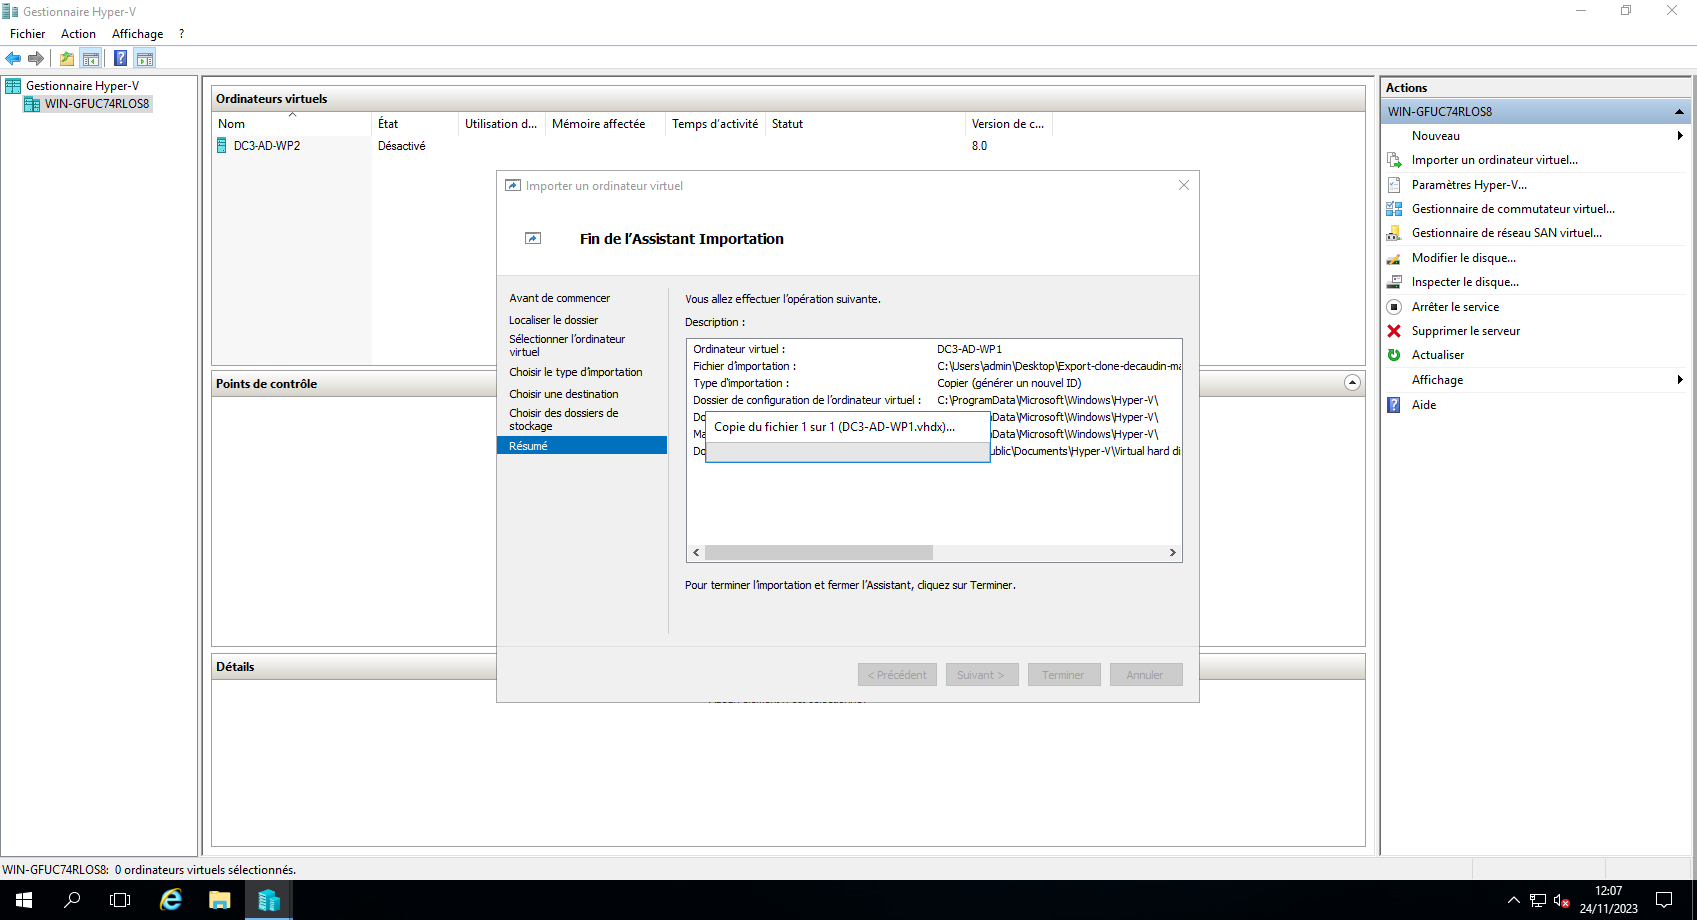 Gestionnaire Hyper-V
Fichier Action Affichage ?
Gestionnaire Hyper-V
WIN-GFUC74RLOS8
Ordinateurs virtuels
Nom État Utilisation d... Mémoire affectée Temps d'activité Statut Version de c...
DC3-AD-WP2 Désactivé 8.0
Importer un ordinateur virtuel
Fin de l'Assistant Importation
Avant de commencer
Localiser le dossier
Sélectionner l'ordinateur
virtuel
Choisir le type d'importation
Choisir une destination
Choisir des dossiers de
stockage
Résumé
Vous allez effectuer l'opération suivante.
Description :
Ordinateur virtuel : DC3-AD-WP1
Fichier d'importation : C:\Users\admin\Desktop\Export-clone-decaudin-ma
Type d'importation : Copier (générer un nouvel ID)
Dossier de configuration de l'ordinateur virtuel : C:\ProgramData\Microsoft\Windows\Hyper-V\
Do nData\Microsoft\Windows\Hyper-V\
Ma nData\Microsoft\Windows\Hyper-V\
Do ublic\Documents\Hyper-V\Virtual hard di
Copie du fichier 1 sur 1 (DC3-AD-WP1.vhdx)...
Pour terminer l'importation et fermer l'Assistant, cliquez sur Terminer.
< Précédent Suivant > Terminer Annuler
Points de contrôle
Détails
Actions
WIN-GFUC74RLOS8
Nouveau
Importer un ordinateur virtuel...
Paramètres Hyper-V...
Gestionnaire de commutateur virtuel...
Gestionnaire de réseau SAN virtuel...
Modifier le disque...
Inspecter le disque...
Arrêter le service
Supprimer le serveur
Actualiser
Affichage
Aide
WIN-GFUC74RLOS8: 0 ordinateurs virtuels sélectionnés.
12:07
24/11/2023